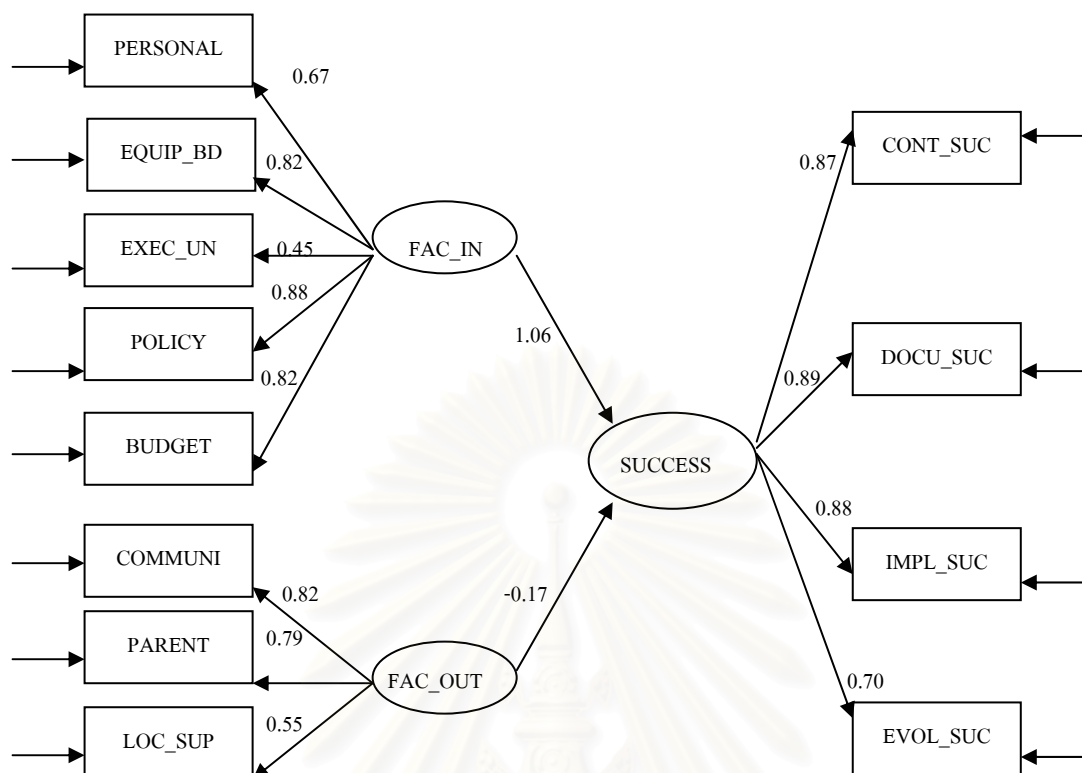 PERSONAL
0.67
EQUIP_BD
0.82
EXEC_UN
0.45
0.88
POLICY
0.82
BUDGET
FAC_IN
1.06
COMMUNI
0.82
PARENT
0.79
LOC_SUP
0.55
FAC_OUT
-0.17
SUCCESS
0.87
CONT_SUC
0.89
DOCU_SUC
0.88
IMPL_SUC
0.70
EVOL_SUC